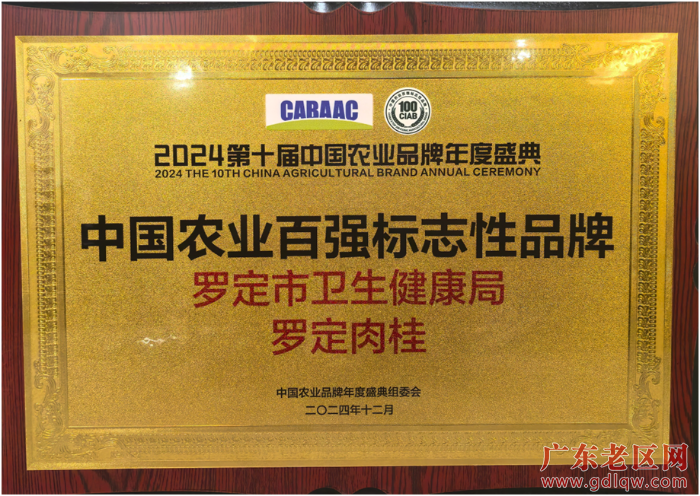 CARAAC
100
CIAB
2024第十届中国农业品牌年度盛典
2024 THE 10TH CHINA AGRICULTURAL BRAND ANNUAL CEREMONY
中国农业百强标志性品牌
罗定市卫生健康局
罗定肉桂
中国农业品牌年度盛典组委会
二〇二四年十二月
广东老区网
www.gdlqw.com